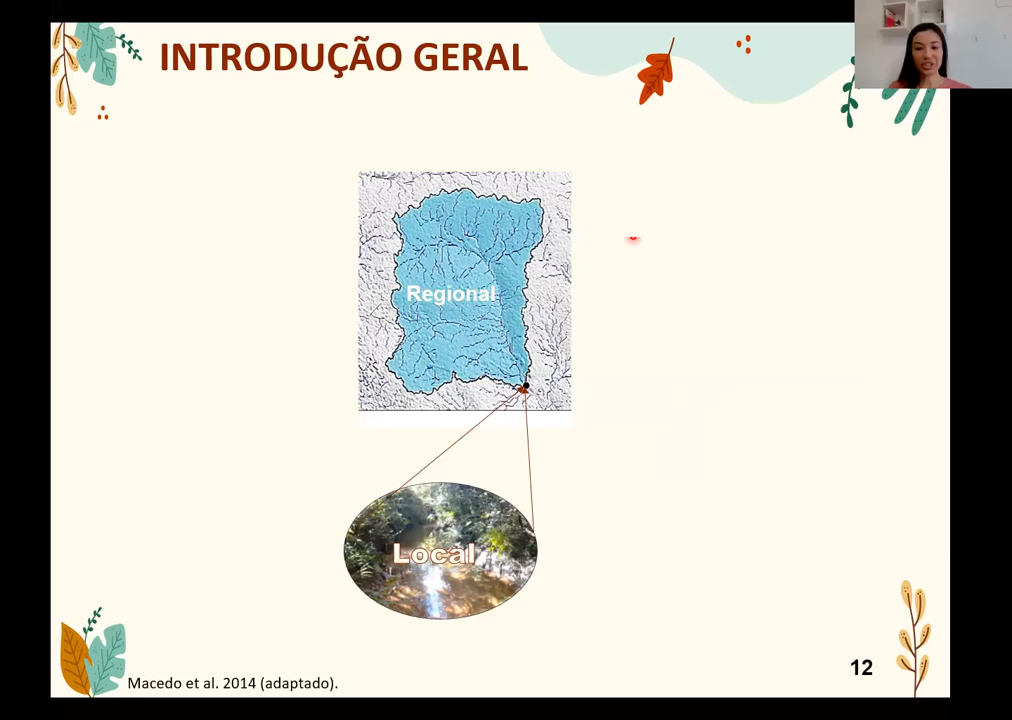 INTRODUÇÃO GERAL
Regional
Local
12
Macedo et al. 2014 (adaptado).